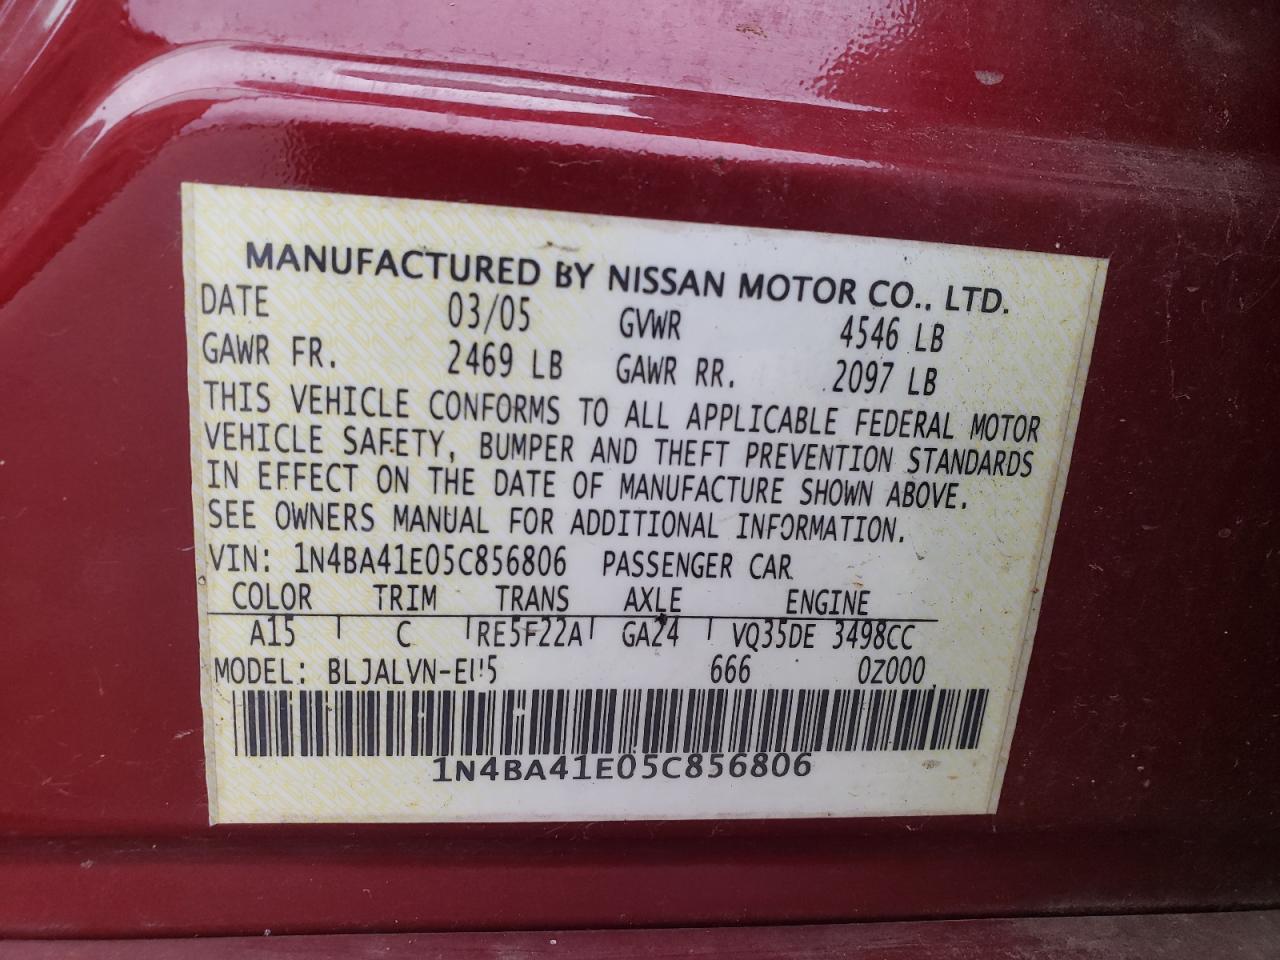 MANUFACTURED BY NISSAN MOTOR CO., LTD.
DATE 03/05 GVWR 4546 LB
GAWR FR. 2469 LB GAWR RR. 2097 LB
THIS VEHICLE CONFORMS TO ALL APPLICABLE FEDERAL MOTOR
VEHICLE SAFETY, BUMPER AND THEFT PREVENTION STANDARDS
IN EFFECT ON THE DATE OF MANUFACTURE SHOWN ABOVE.
SEE OWNERS MANUAL FOR ADDITIONAL INFORMATION.
VIN: 1N4BA41E05C856806 PASSENGER CAR
COLOR TRIM TRANS AXLE ENGINE
A15 C RE5F22A GA24 VQ35DE 3498CC
MODEL: 666 0Z000
1N4BA41E05C856806